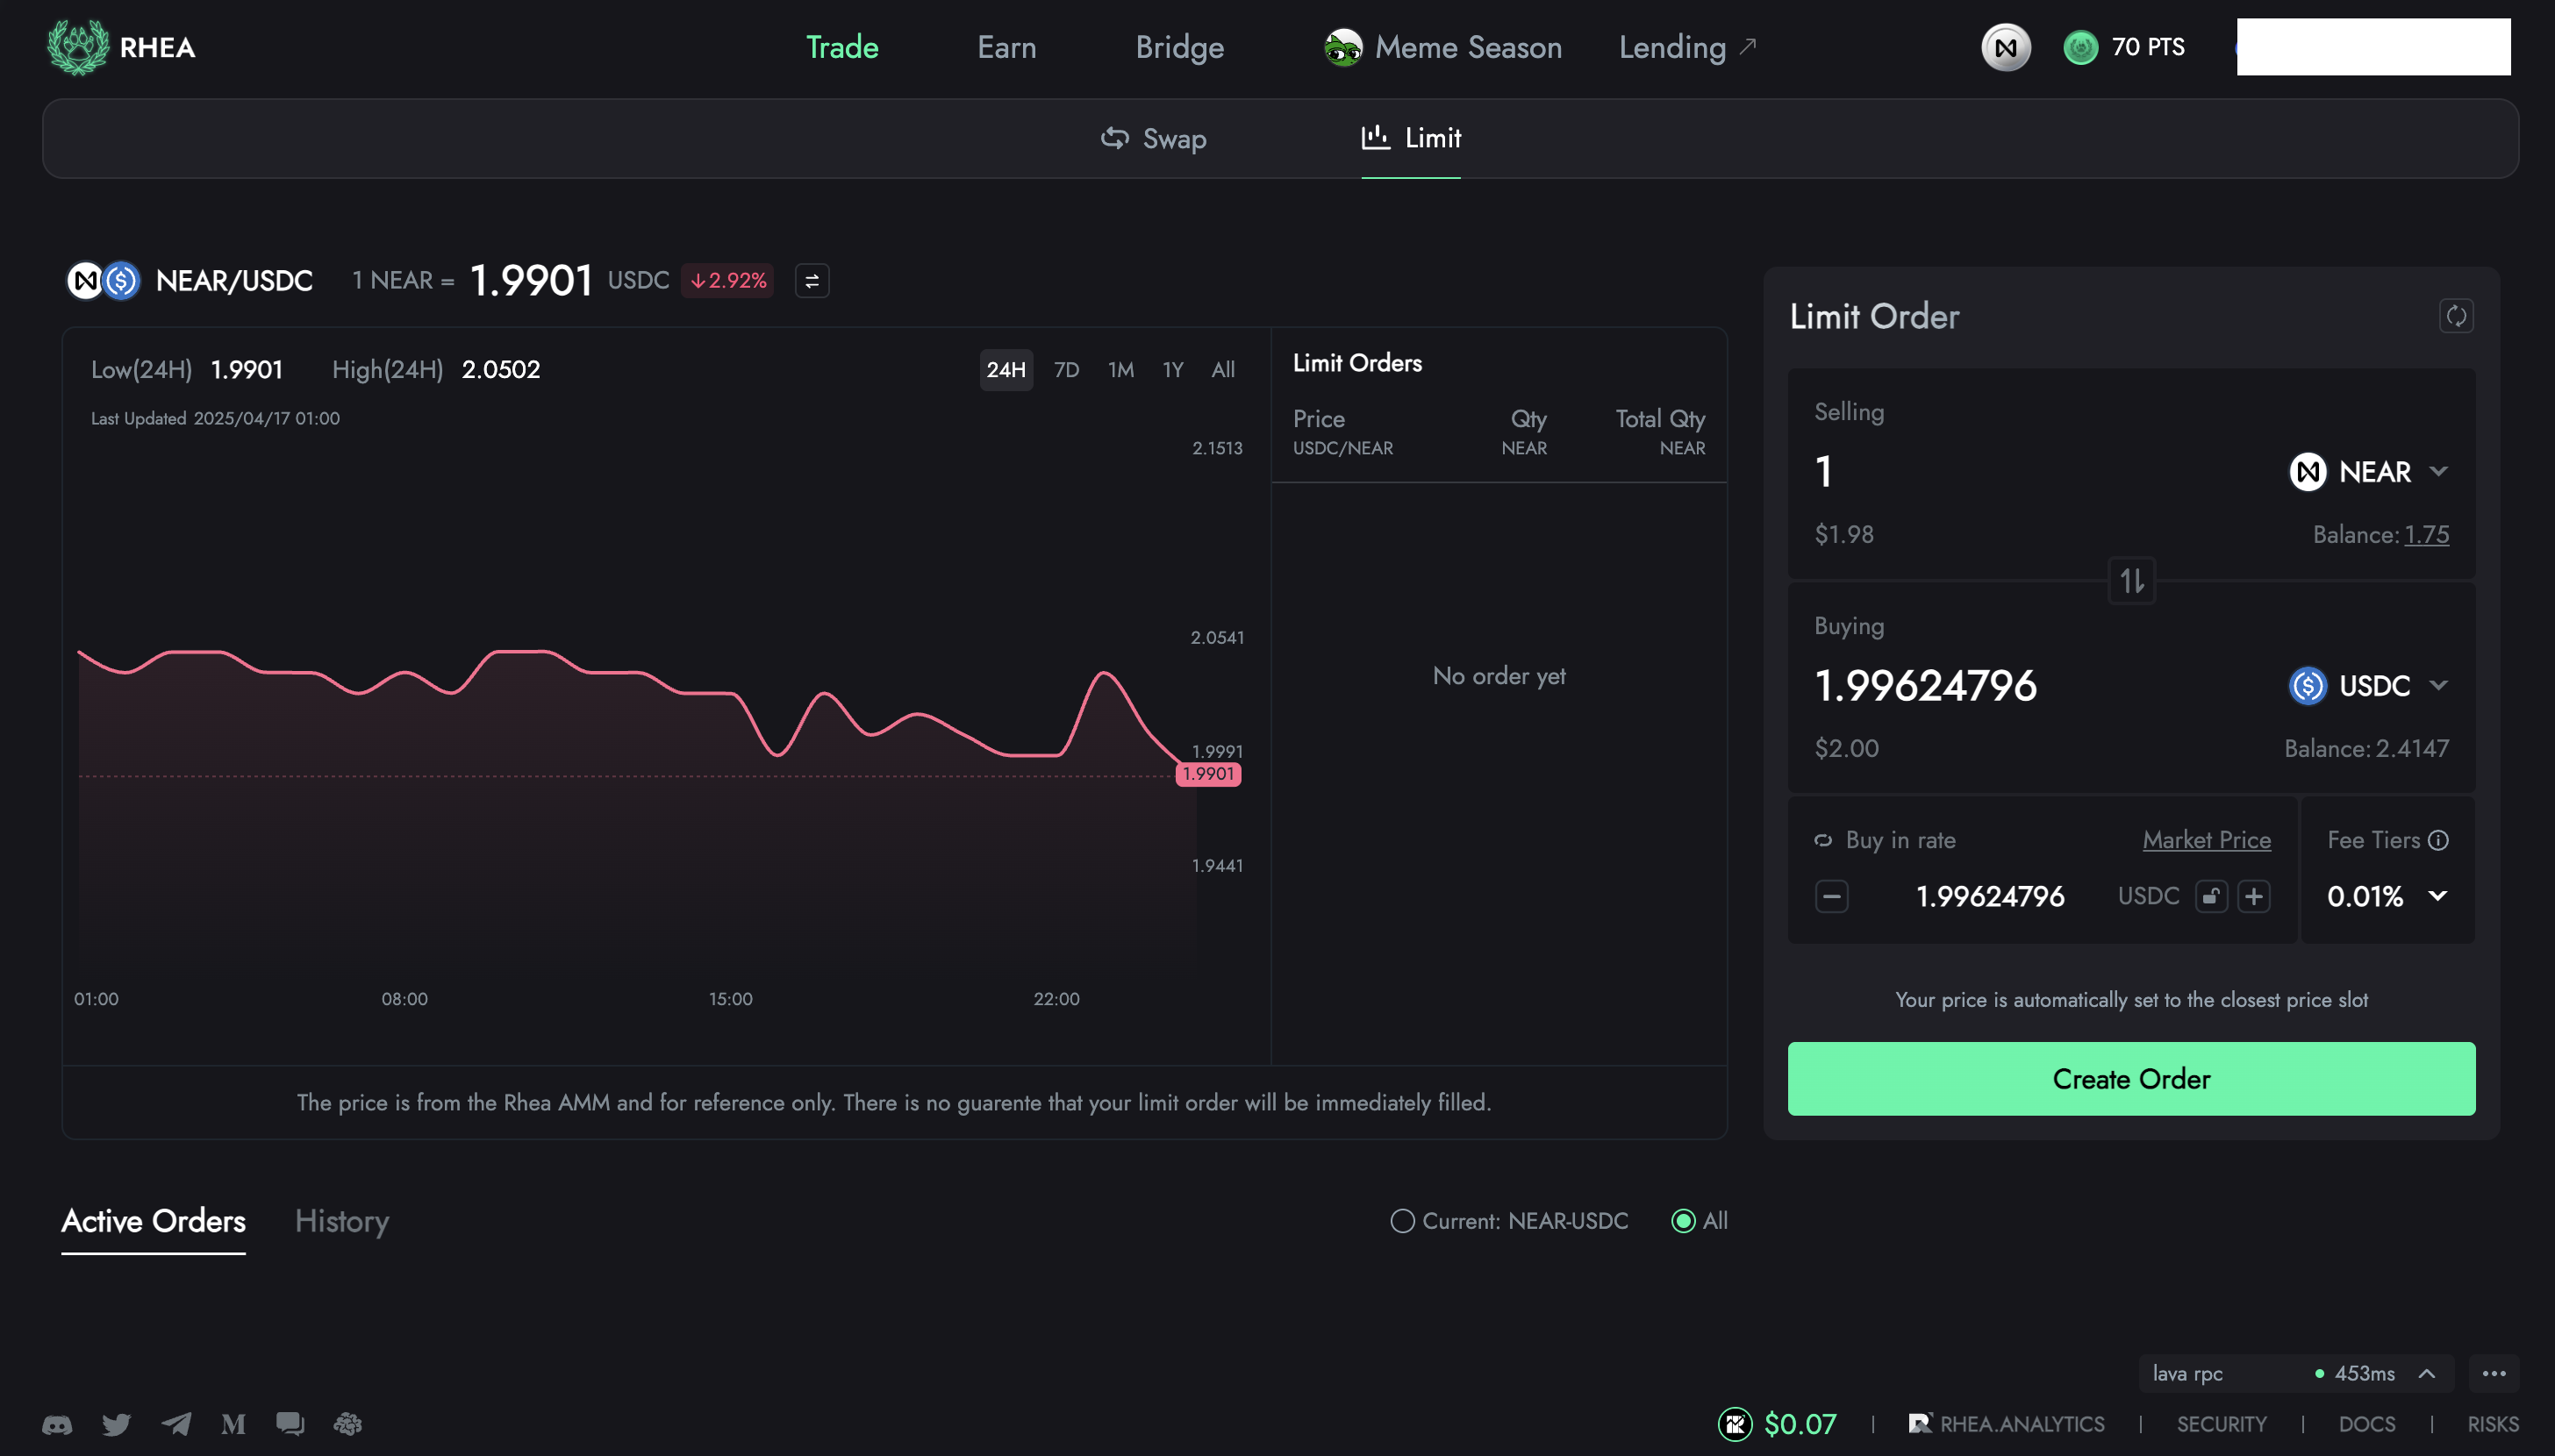 RHEA
Trade
Earn
Bridge
Meme Season
Lending
70 PTS
Swap
Limit
NEAR/USDC 1 NEAR = 1.9901 USDC ↓2.92%
Low(24H) 1.9901 High(24H) 2.0502
24H 7D 1M 1Y All
Last Updated 2025/04/17 01:00
2.1513
2.0541
1.9991
1.9901
1.9441
01:00 08:00 15:00 22:00
Limit Orders
Price Qty Total Qty
USDC/NEAR NEAR NEAR
No order yet
The price is from the Rhea AMM and for reference only. There is no guarente that your limit order will be immediately filled.
Limit Order
Selling
1 NEAR
$1.98 Balance: 1.75
Buying
1.99624796 USDC
$2.00 Balance: 2.4147
Buy in rate Market Price
1.99624796 USDC
Fee Tiers
0.01%
Your price is automatically set to the closest price slot
Create Order
Active Orders History
Current: NEAR-USDC All
lava rpc 453ms
$0.07 | RHEA.ANALYTICS | SECURITY | DOCS | RISKS